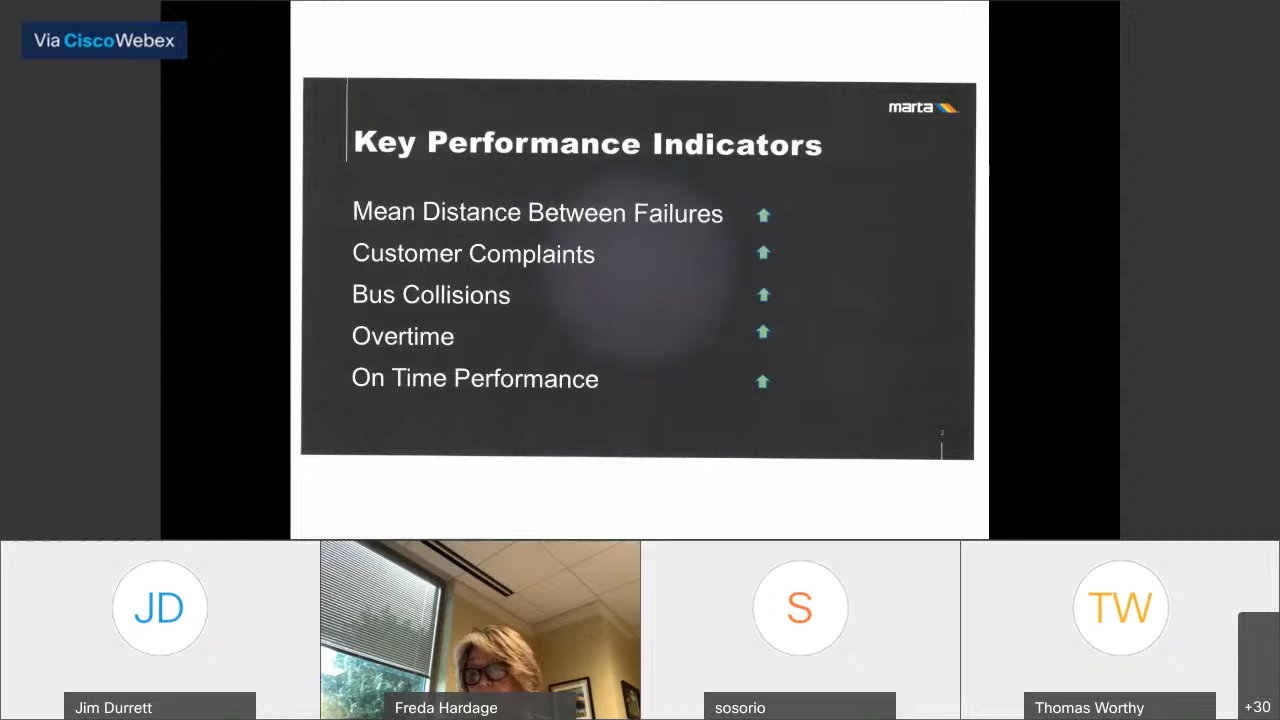 Via CiscoWebex
marta
Key Performance Indicators
Mean Distance Between Failures
Customer Complaints
Bus Collisions
Overtime
On Time Performance
2
JD
S
TW
Jim Durrett
Freda Hardage
sosorio
Thomas Worthy
+30